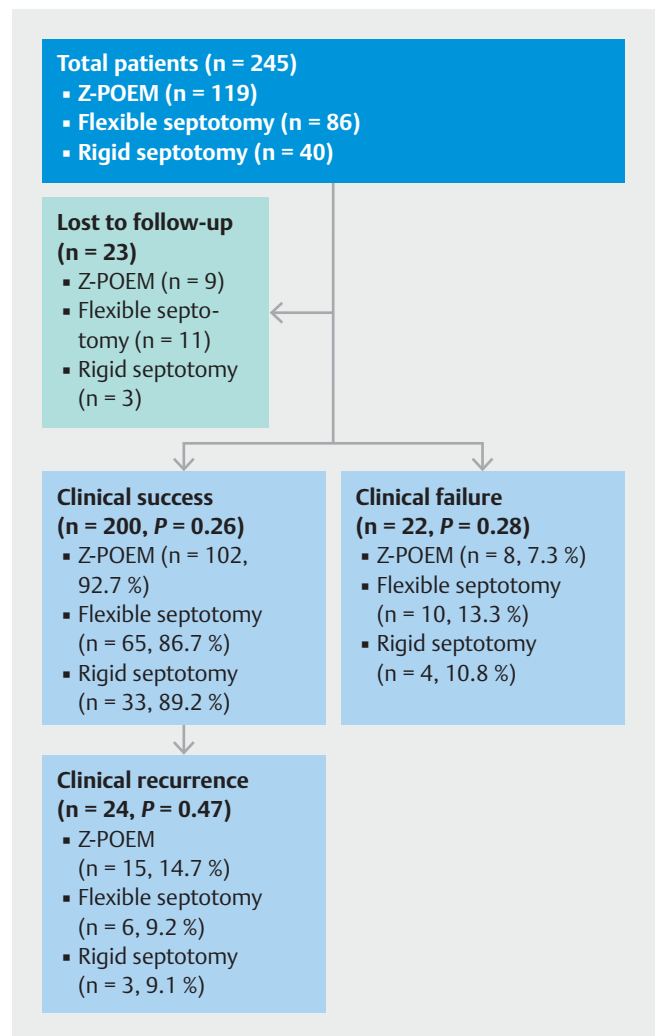 Total patients (n = 245)
▪ Z-POEM (n = 119)
▪ Flexible septotomy (n = 86)
▪ Rigid septotomy (n = 40)
Lost to follow-up
(n = 23)
▪ Z-POEM (n = 9)
▪ Flexible septo-
tomy (n = 11)
▪ Rigid septotomy
(n = 3)
Clinical success
(n = 200, P = 0.26)
▪ Z-POEM (n = 102,
92.7 %)
▪ Flexible septotomy
(n = 65, 86.7 %)
▪ Rigid septotomy
(n = 33, 89.2 %)
Clinical failure
(n = 22, P = 0.28)
▪ Z-POEM (n = 8, 7.3 %)
▪ Flexible septotomy
(n = 10, 13.3 %)
▪ Rigid septotomy
(n = 4, 10.8 %)
Clinical recurrence
(n = 24, P = 0.47)
▪ Z-POEM
(n = 15, 14.7 %)
▪ Flexible septotomy
(n = 6, 9.2 %)
▪ Rigid septotomy
(n = 3, 9.1 %)